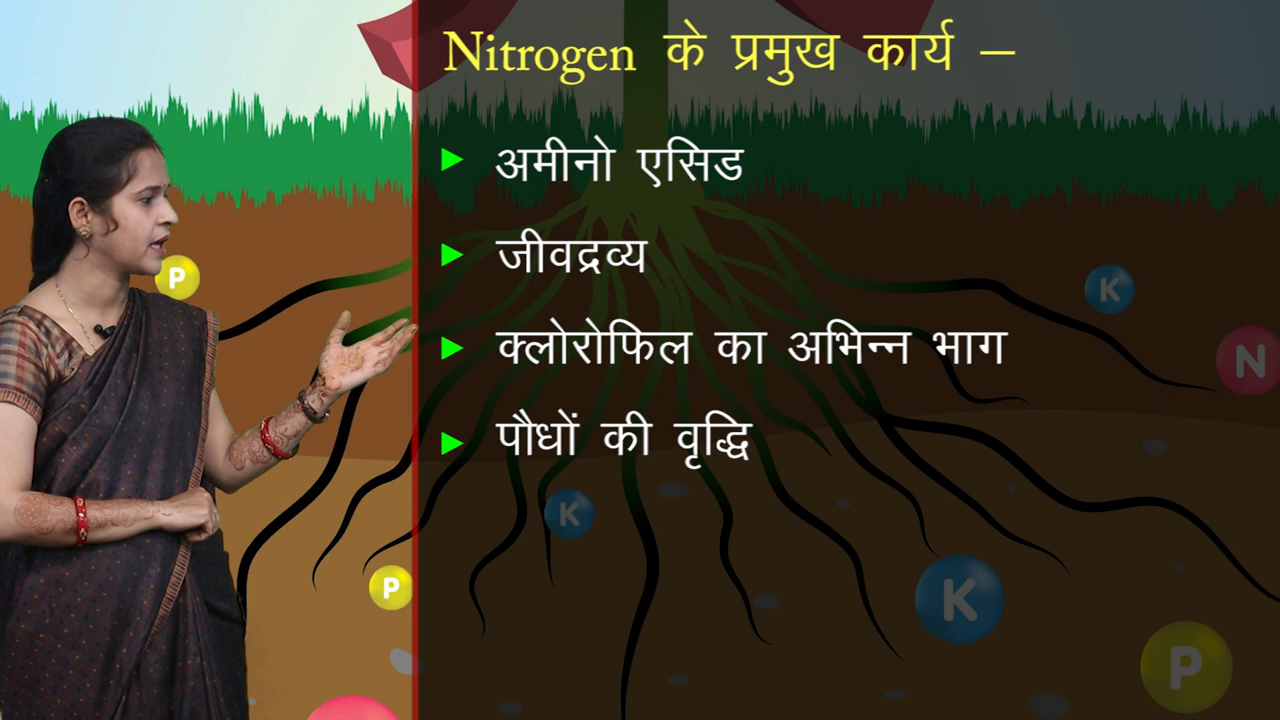 Nitrogen के प्रमुख कार्य –
अमीनो एसिड
जीवद्रव्य
क्लोरोफिल का अभिन्न भाग
पौधों की वृद्धि
P
K
N
K
P
K
P